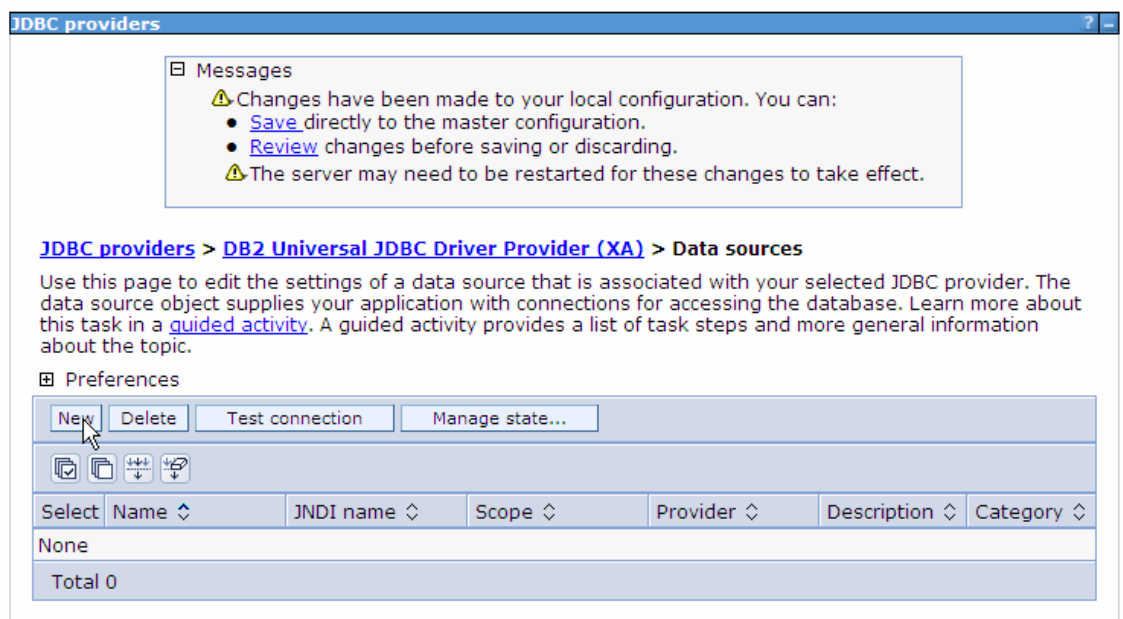 JDBC providers ? –
Messages
Changes have been made to your local configuration. You can:
• Save directly to the master configuration.
• Review changes before saving or discarding.
The server may need to be restarted for these changes to take effect.
JDBC providers > DB2 Universal JDBC Driver Provider (XA) > Data sources
Use this page to edit the settings of a data source that is associated with your selected JDBC provider. The
data source object supplies your application with connections for accessing the database. Learn more about
this task in a guided activity. A guided activity provides a list of task steps and more general information
about the topic.
Preferences
New Delete Test connection Manage state...
Select Name JNDI name Scope Provider Description Category
None
Total 0